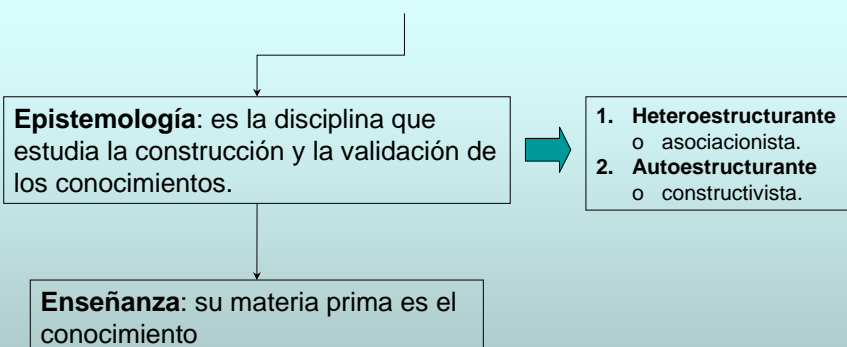 Epistemología: es la disciplina que
estudia la construcción y la validación de
los conocimientos.
1. Heteroestructurante
o asociacionista.
2. Autoestructurante
o constructivista.
Enseñanza: su materia prima es el
conocimiento